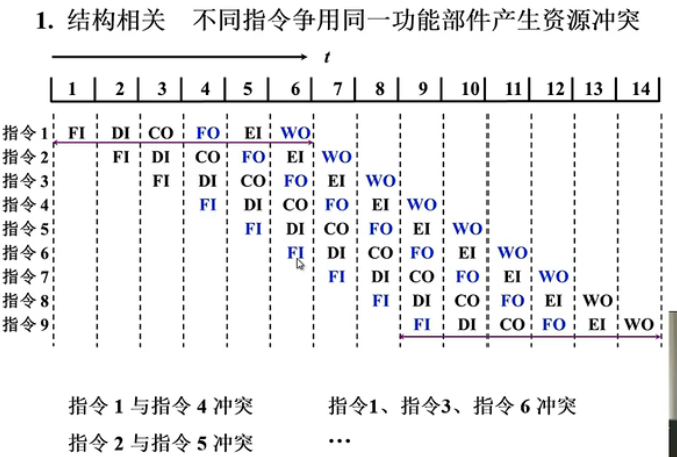 1. 结构相关 不同指令争用同一功能部件产生资源冲突
t
1 2 3 4 5 6 7 8 9 10 11 12 13 14
指令 1 FI DI CO FO EI WO
指令 2 FI DI CO FO EI WO
指令 3 FI DI CO FO EI WO
指令 4 FI DI CO FO EI WO
指令 5 FI DI CO FO EI WO
指令 6 FI DI CO FO EI WO
指令 7 FI DI CO FO EI WO
指令 8 FI DI CO FO EI WO
指令 9 FI DI CO FO EI WO
指令 1 与指令 4 冲突 指令1、指令3、指令 6 冲突
指令 2 与指令 5 冲突 …